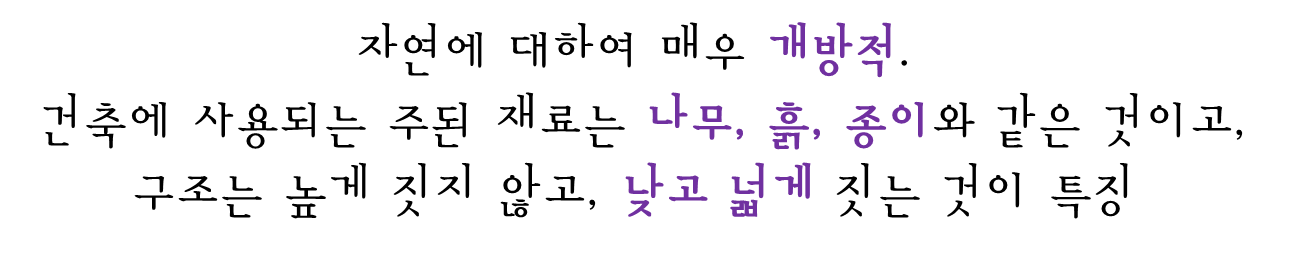 자연에 대하여 매우 개방적.
건축에 사용되는 주된 재료는 나무, 흙, 종이와 같은 것이고,
구조는 높게 짓지 않고, 낮고 넓게 짓는 것이 특징